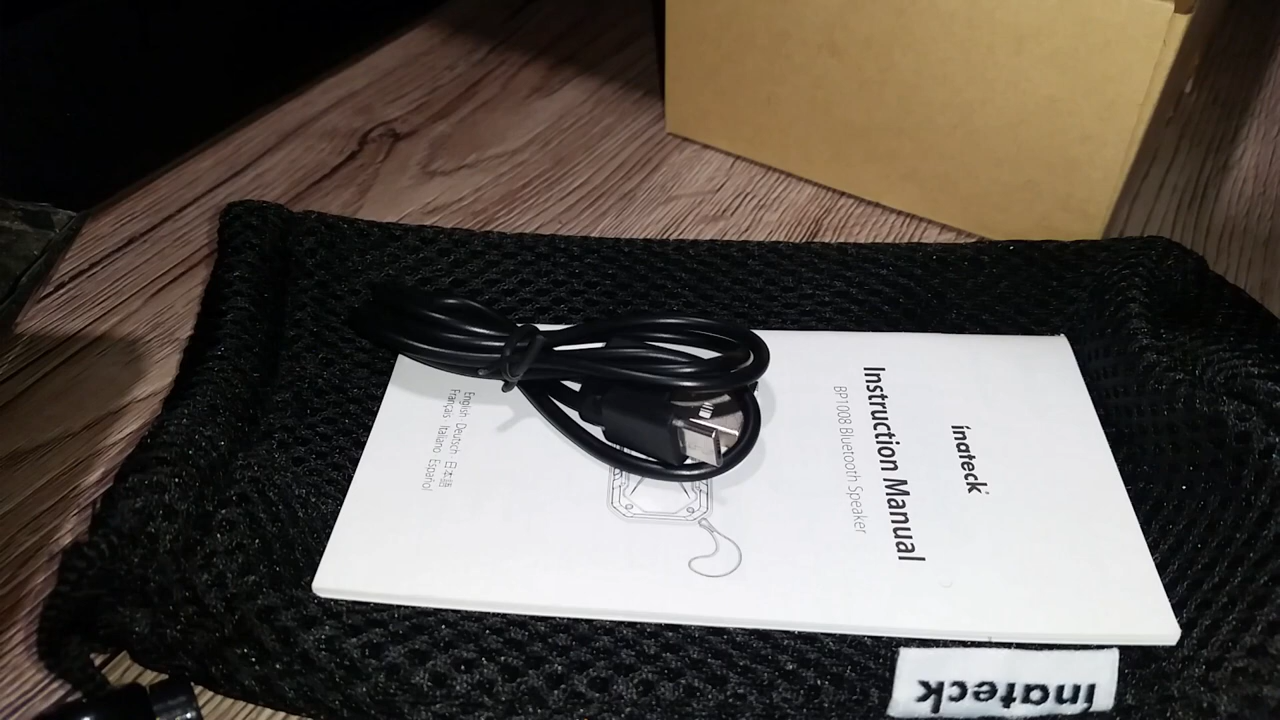 inateck
Instruction Manual
BP1008 Bluetooth Speaker
English Deutsch 日本語
Français Italiano Español
inateck